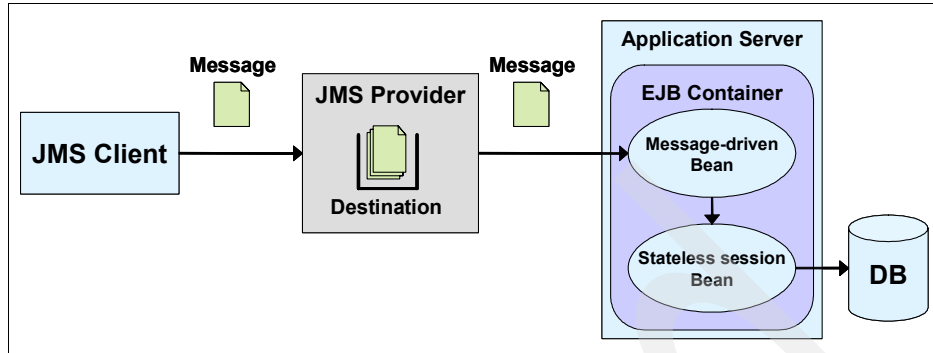 Application Server
Message
Message
JMS Provider
EJB Container
JMS Client
Message-driven
Bean
Destination
Stateless session
Bean
DB